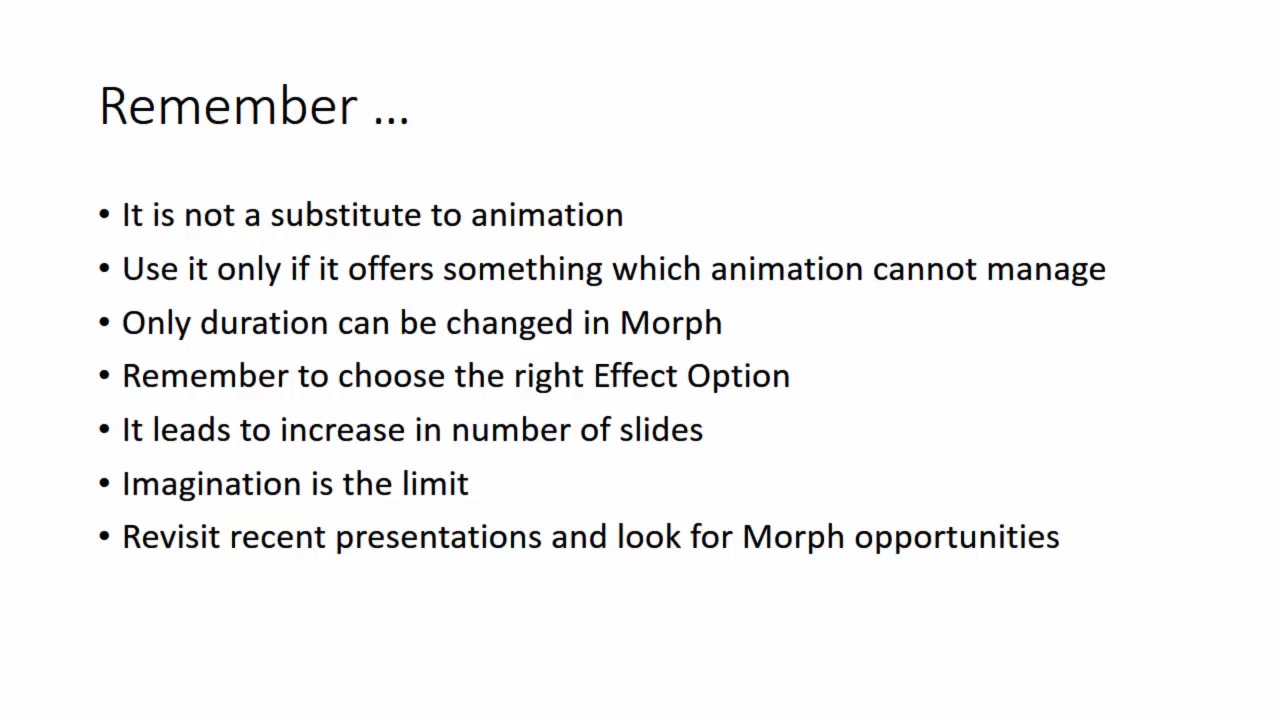 Remember ...
• It is not a substitute to animation
• Use it only if it offers something which animation cannot manage
• Only duration can be changed in Morph
• Remember to choose the right Effect Option
• It leads to increase in number of slides
• Imagination is the limit
• Revisit recent presentations and look for Morph opportunities